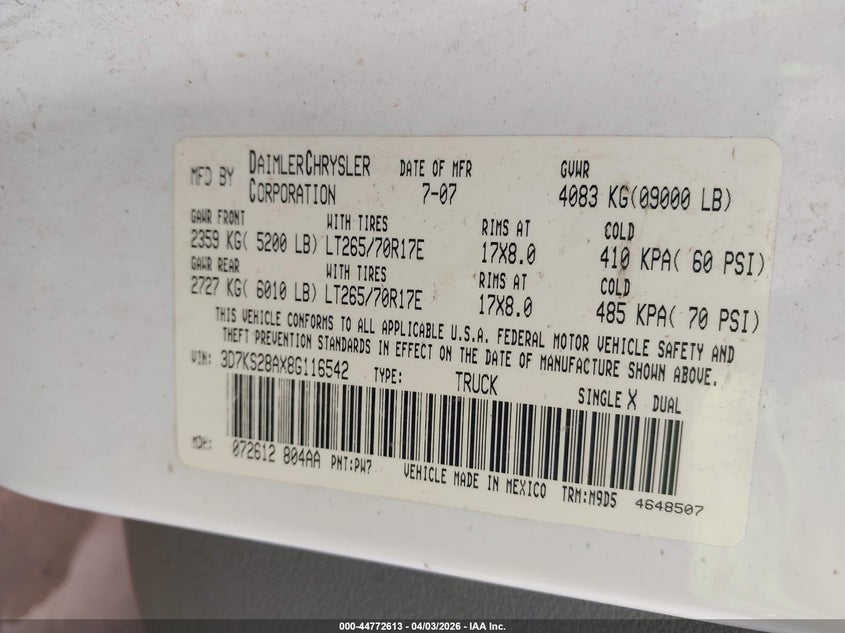 MFD BY DAIMLERCHRYSLER CORPORATION DATE OF MFR 7-07 GVWR 4083 KG(09000 LB)
GAWR FRONT WITH TIRES RIMS AT COLD
2359 KG( 5200 LB) LT265/70R17E 17X8.0 410 KPA( 60 PSI)
GAWR REAR WITH TIRES RIMS AT COLD
2727 KG( 6010 LB) LT265/70R17E 17X8.0 485 KPA( 70 PSI)
THIS VEHICLE CONFORMS TO ALL APPLICABLE U.S.A. FEDERAL MOTOR VEHICLE SAFETY AND
THEFT PREVENTION STANDARDS IN EFFECT ON THE DATE OF MANUFACTURE SHOWN ABOVE.
VIN: 3D7KS28AX8G116542 TYPE: TRUCK SINGLE X DUAL
MDH: 072612 804AA PNT:PW7 VEHICLE MADE IN MEXICO TRM:M9D5 4648507
000-44772613 - 04/03/2026 - IAA Inc.